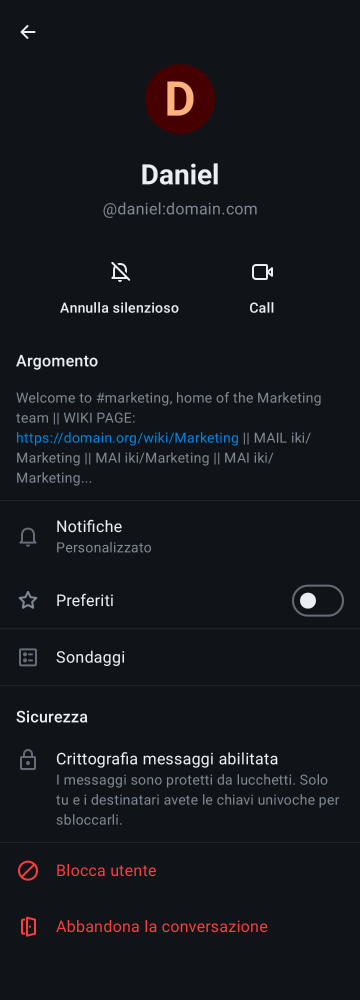 D
Daniel
@daniel:domain.com
Annulla silenzioso
Call
Argomento
Welcome to #marketing, home of the Marketing
team || WIKI PAGE:
https://domain.org/wiki/Marketing || MAIL iki/
Marketing || MAI iki/Marketing || MAI iki/
Marketing...
Notifiche
Personalizzato
Preferiti
Sondaggi
Sicurezza
Crittografia messaggi abilitata
I messaggi sono protetti da lucchetti. Solo
tu e i destinatari avete le chiavi univoche per
sbloccarli.
Blocca utente
Abbandona la conversazione